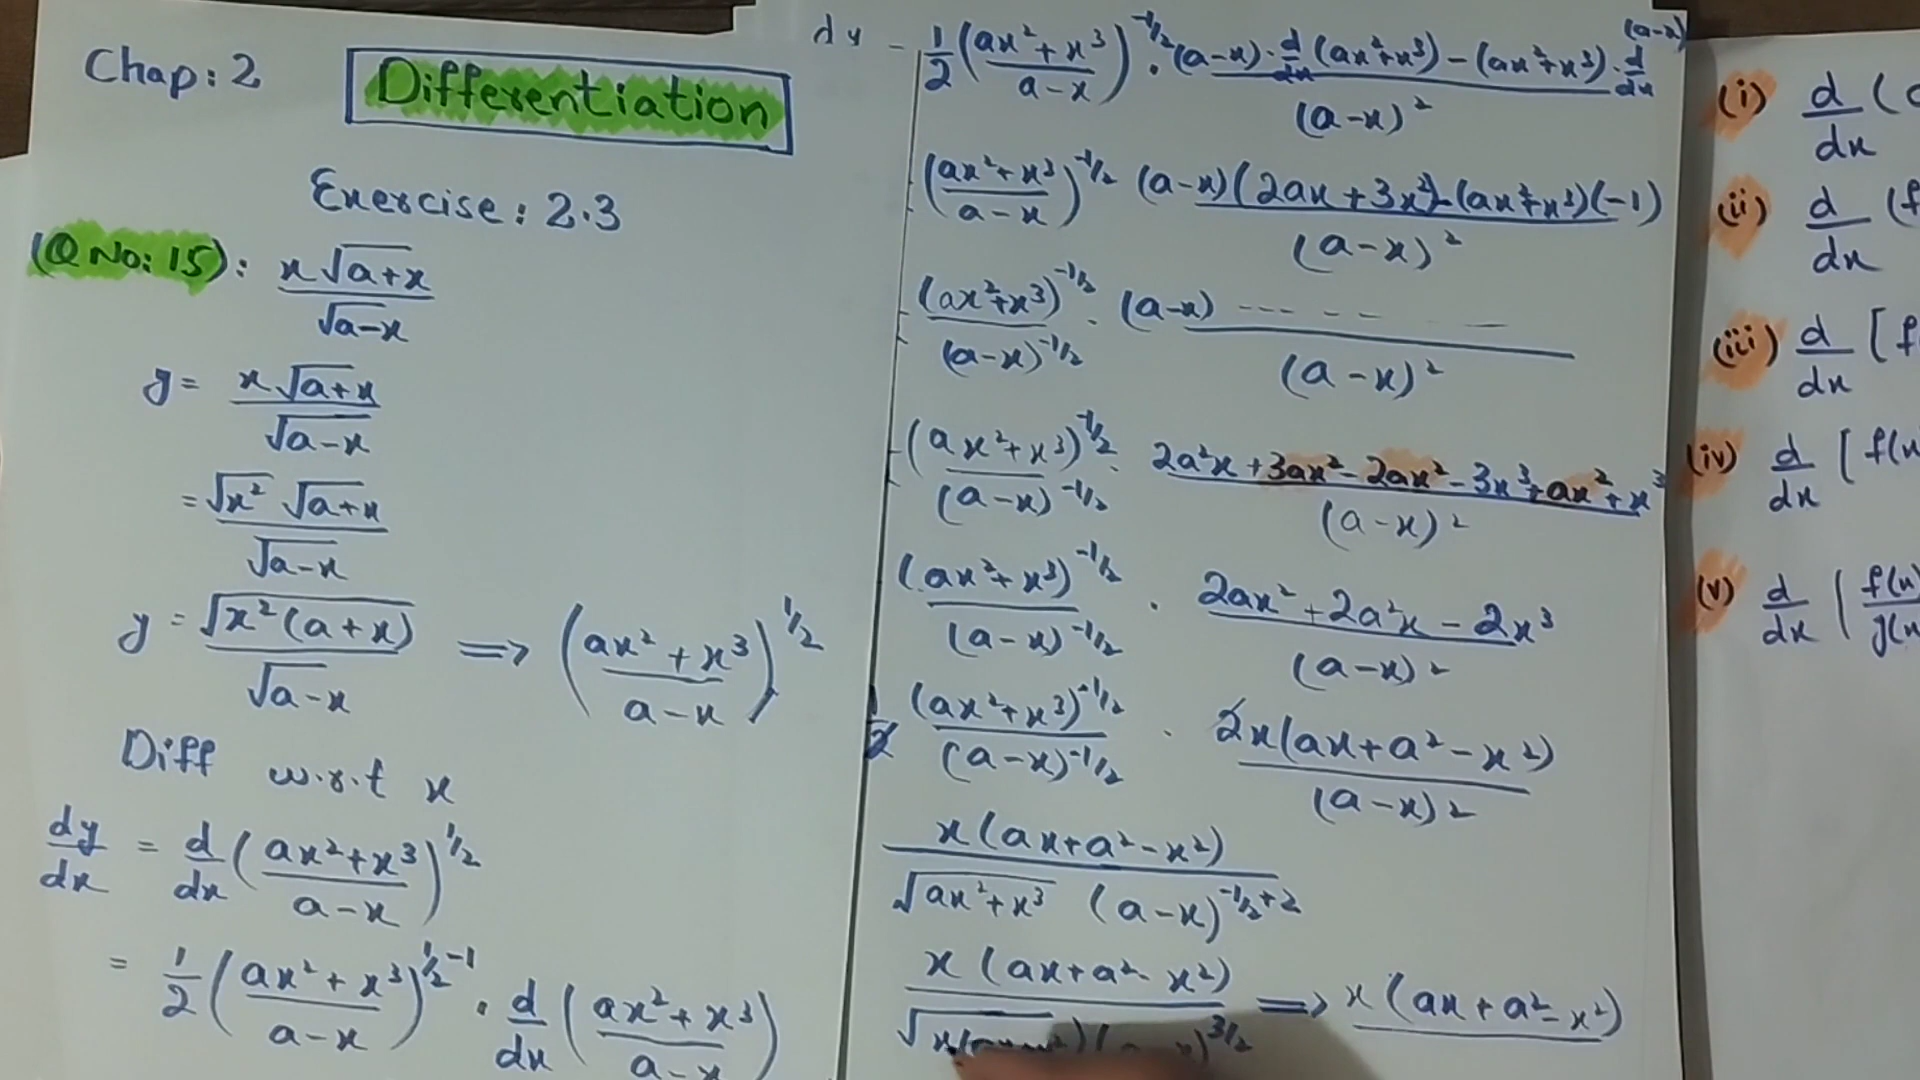 Chap: 2 Differentiation
Exercise: 2.3
(Q No: 15): x√(a+x) / √(a-x)
y = x√(a+x) / √(a-x)
= √x² √(a+x) / √(a-x)
y = √(x²(a+x)) / √(a-x) ⟹ ((ax²+x³)/(a-x))^1/2
Diff w.r.t x
dy/dx = d/dx ((ax²+x³)/(a-x))^1/2
= 1/2 ((ax²+x³)/(a-x))^(1/2-1) · d/dx ((ax²+x³)/(a-x))
dy = 1/2 ((ax²+x³)/(a-x))^-1/2 · ((a-x)·d/dx(ax²+x³) - (ax²+x³)·d/dx(a-x)) / (a-x)²
((ax²+x³)/(a-x))^-1/2 ((a-x)(2ax+3x²)-(ax²+x³)(-1)) / (a-x)²
(ax²+x³)^-1/2 / (a-x)^-1/2 · (a-x) --- - - — / (a-x)²
(ax²+x³)^-1/2 / (a-x)^-1/2 · (2a²x+3ax²-2ax²-3x³+ax²+x³) / (a-x)²
(ax²+x³)^-1/2 / (a-x)^-1/2 · (2ax²+2a²x-2x³) / (a-x)²
1/2 (ax²+x³)^-1/2 / (a-x)^-1/2 · 2x(ax+a²-x²) / (a-x)²
x(ax+a²-x²) / √(ax²+x³) (a-x)^(-1/2+2)
x(ax+a²-x²) / √ 3/2 ⟹ x(ax+a²-x²)
(i) d/dx (
(ii) d/dx (f
(iii) d/dx [f
(iv) d/dx [f(x
(v) d/dx (f(x)/g(x